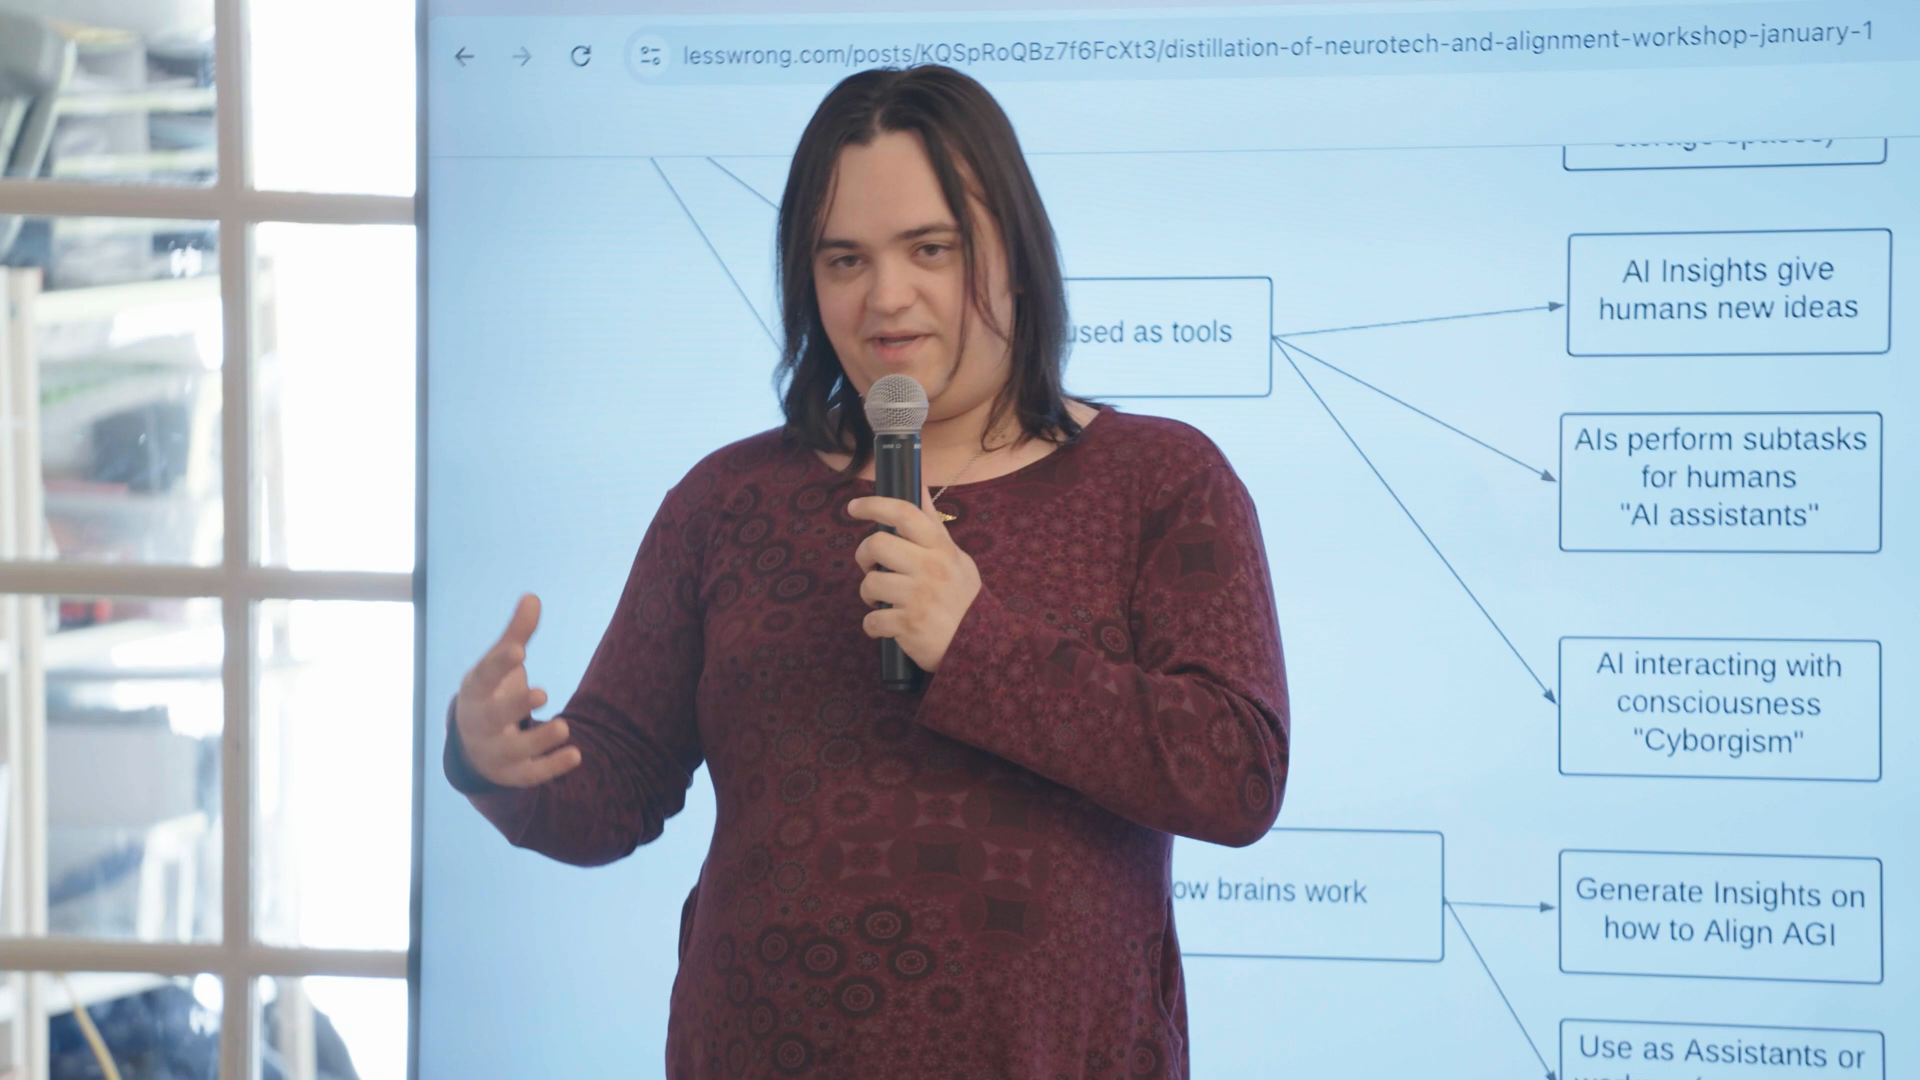 lesswrong.com/posts/KQSpRoQBz7f6FcXt3/distillation-of-neurotech-and-alignment-workshop-january-1
AI Insights give
humans new ideas
used as tools
AIs perform subtasks
for humans
"AI assistants"
AI interacting with
consciousness
"Cyborgism"
brains work
Generate Insights on
how to Align AGI
Use as Assistants or